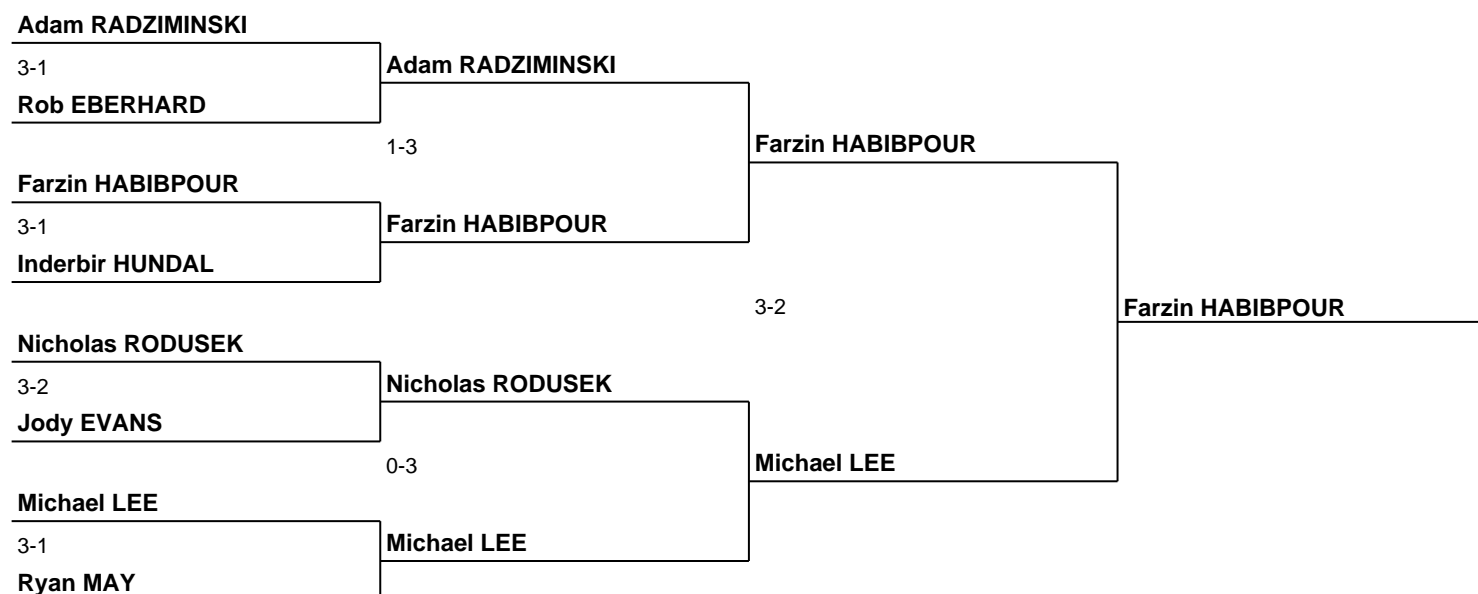 Adam RADZIMINSKI
3-1
Rob EBERHARD
Adam RADZIMINSKI
1-3
Farzin HABIBPOUR
3-1
Inderbir HUNDAL
Farzin HABIBPOUR
Farzin HABIBPOUR
3-2
Farzin HABIBPOUR
Nicholas RODUSEK
3-2
Jody EVANS
Nicholas RODUSEK
0-3
Michael LEE
3-1
Ryan MAY
Michael LEE
Michael LEE